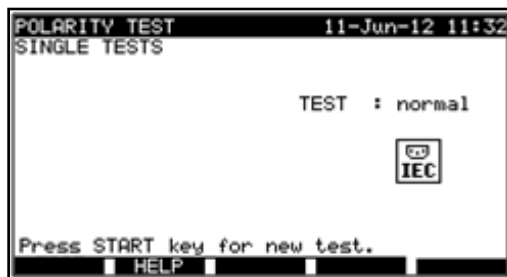 POLARITY TEST 11-Jun-12 11:32
SINGLE TESTS
TEST : normal
IEC
Press START key for new test.
HELP